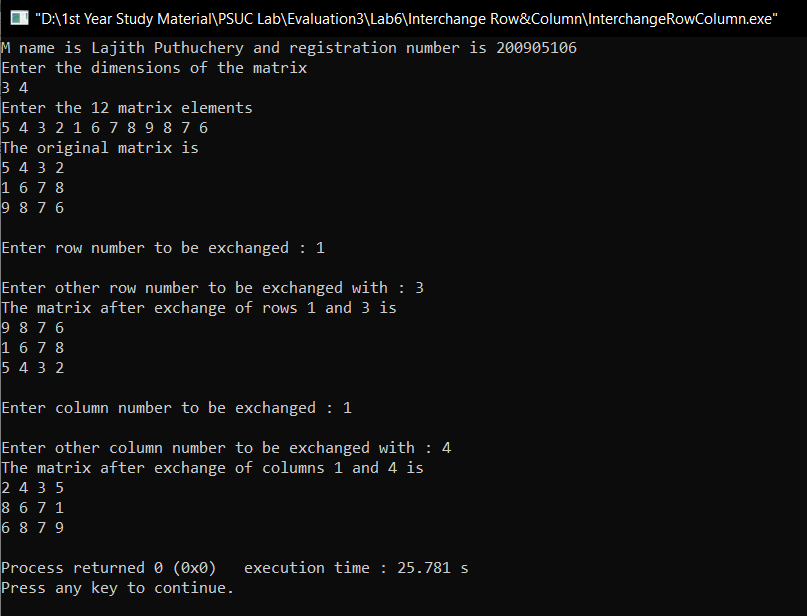 "D:\1st Year Study Material\PSUC Lab\Evaluation3\Lab6\Interchange Row&Column\InterchangeRowColumn.exe"
M name is Lajith Puthuchery and registration number is 200905106
Enter the dimensions of the matrix
3 4
Enter the 12 matrix elements
5 4 3 2 1 6 7 8 9 8 7 6
The original matrix is
5 4 3 2
1 6 7 8
9 8 7 6
Enter row number to be exchanged : 1
Enter other row number to be exchanged with : 3
The matrix after exchange of rows 1 and 3 is
9 8 7 6
1 6 7 8
5 4 3 2
Enter column number to be exchanged : 1
Enter other column number to be exchanged with : 4
The matrix after exchange of columns 1 and 4 is
2 4 3 5
8 6 7 1
6 8 7 9
Process returned 0 (0x0)   execution time : 25.781 s
Press any key to continue.